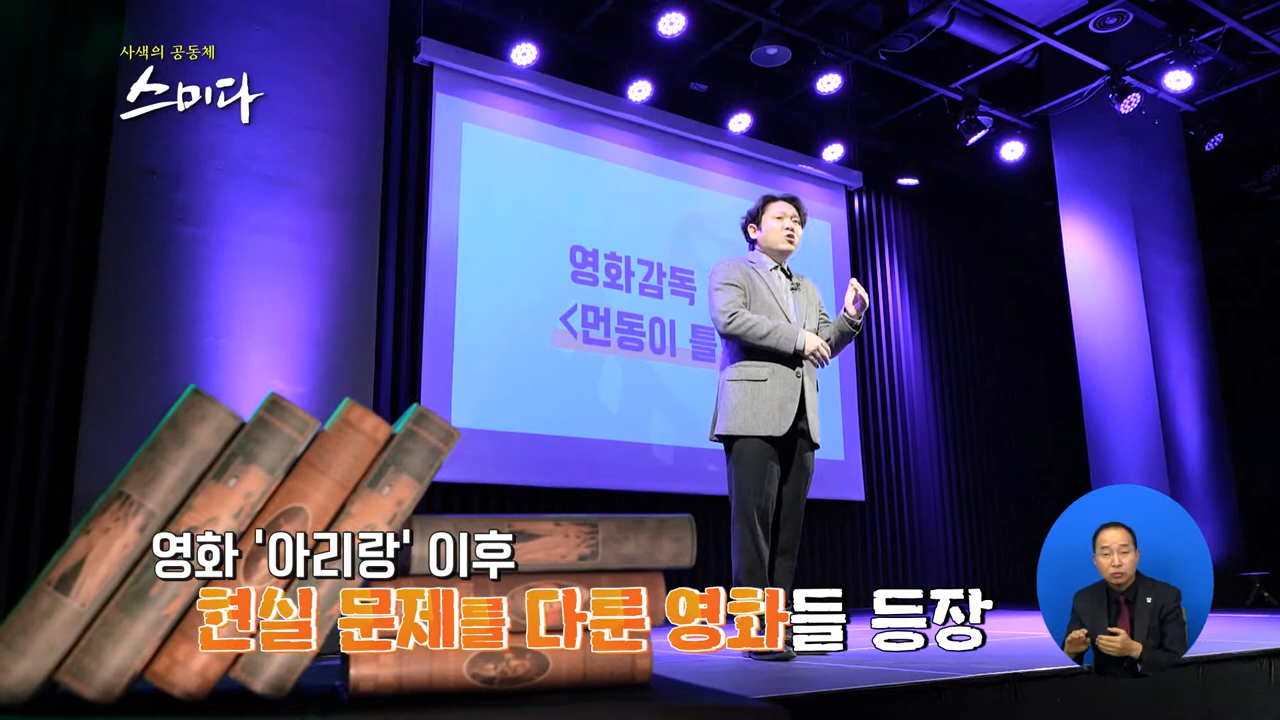 사색의 공동체
스미다
영화감독
<먼동이 틀
영화 '아리랑' 이후
현실 문제를 다룬 영화들 등장